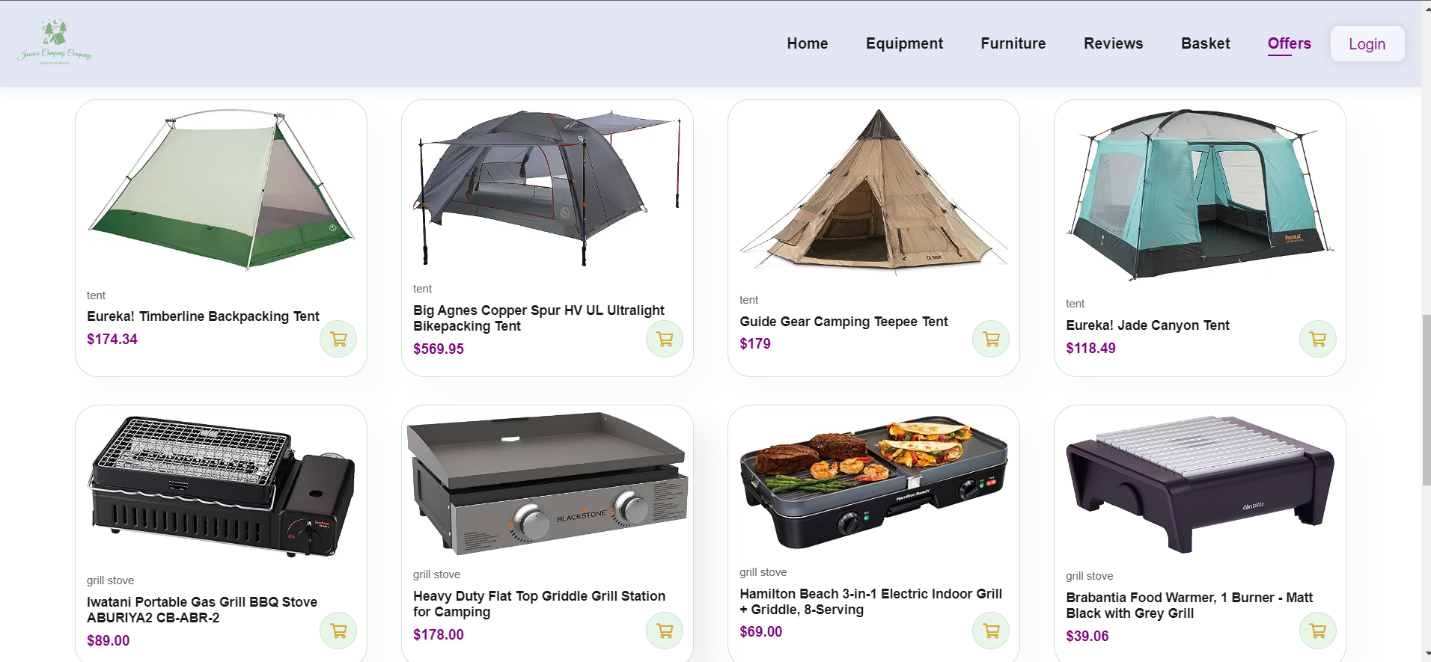 Home Equipment Furniture Reviews Basket Offers Login
tent
Eureka! Timberline Backpacking Tent
$174.34
tent
Big Agnes Copper Spur HV UL Ultralight
Bikepacking Tent
$569.95
tent
Guide Gear Camping Teepee Tent
$179
tent
Eureka! Jade Canyon Tent
$118.49
BLACKSTONE
Hamilton Beach
grill stove
Iwatani Portable Gas Grill BBQ Stove
ABURIYA2 CB-ABR-2
$89.00
grill stove
Heavy Duty Flat Top Griddle Grill Station
for Camping
$178.00
grill stove
Hamilton Beach 3-in-1 Electric Indoor Grill
+ Griddle, 8-Serving
$69.00
grill stove
Brabantia Food Warmer, 1 Burner - Matt
Black with Grey Grill
$39.06